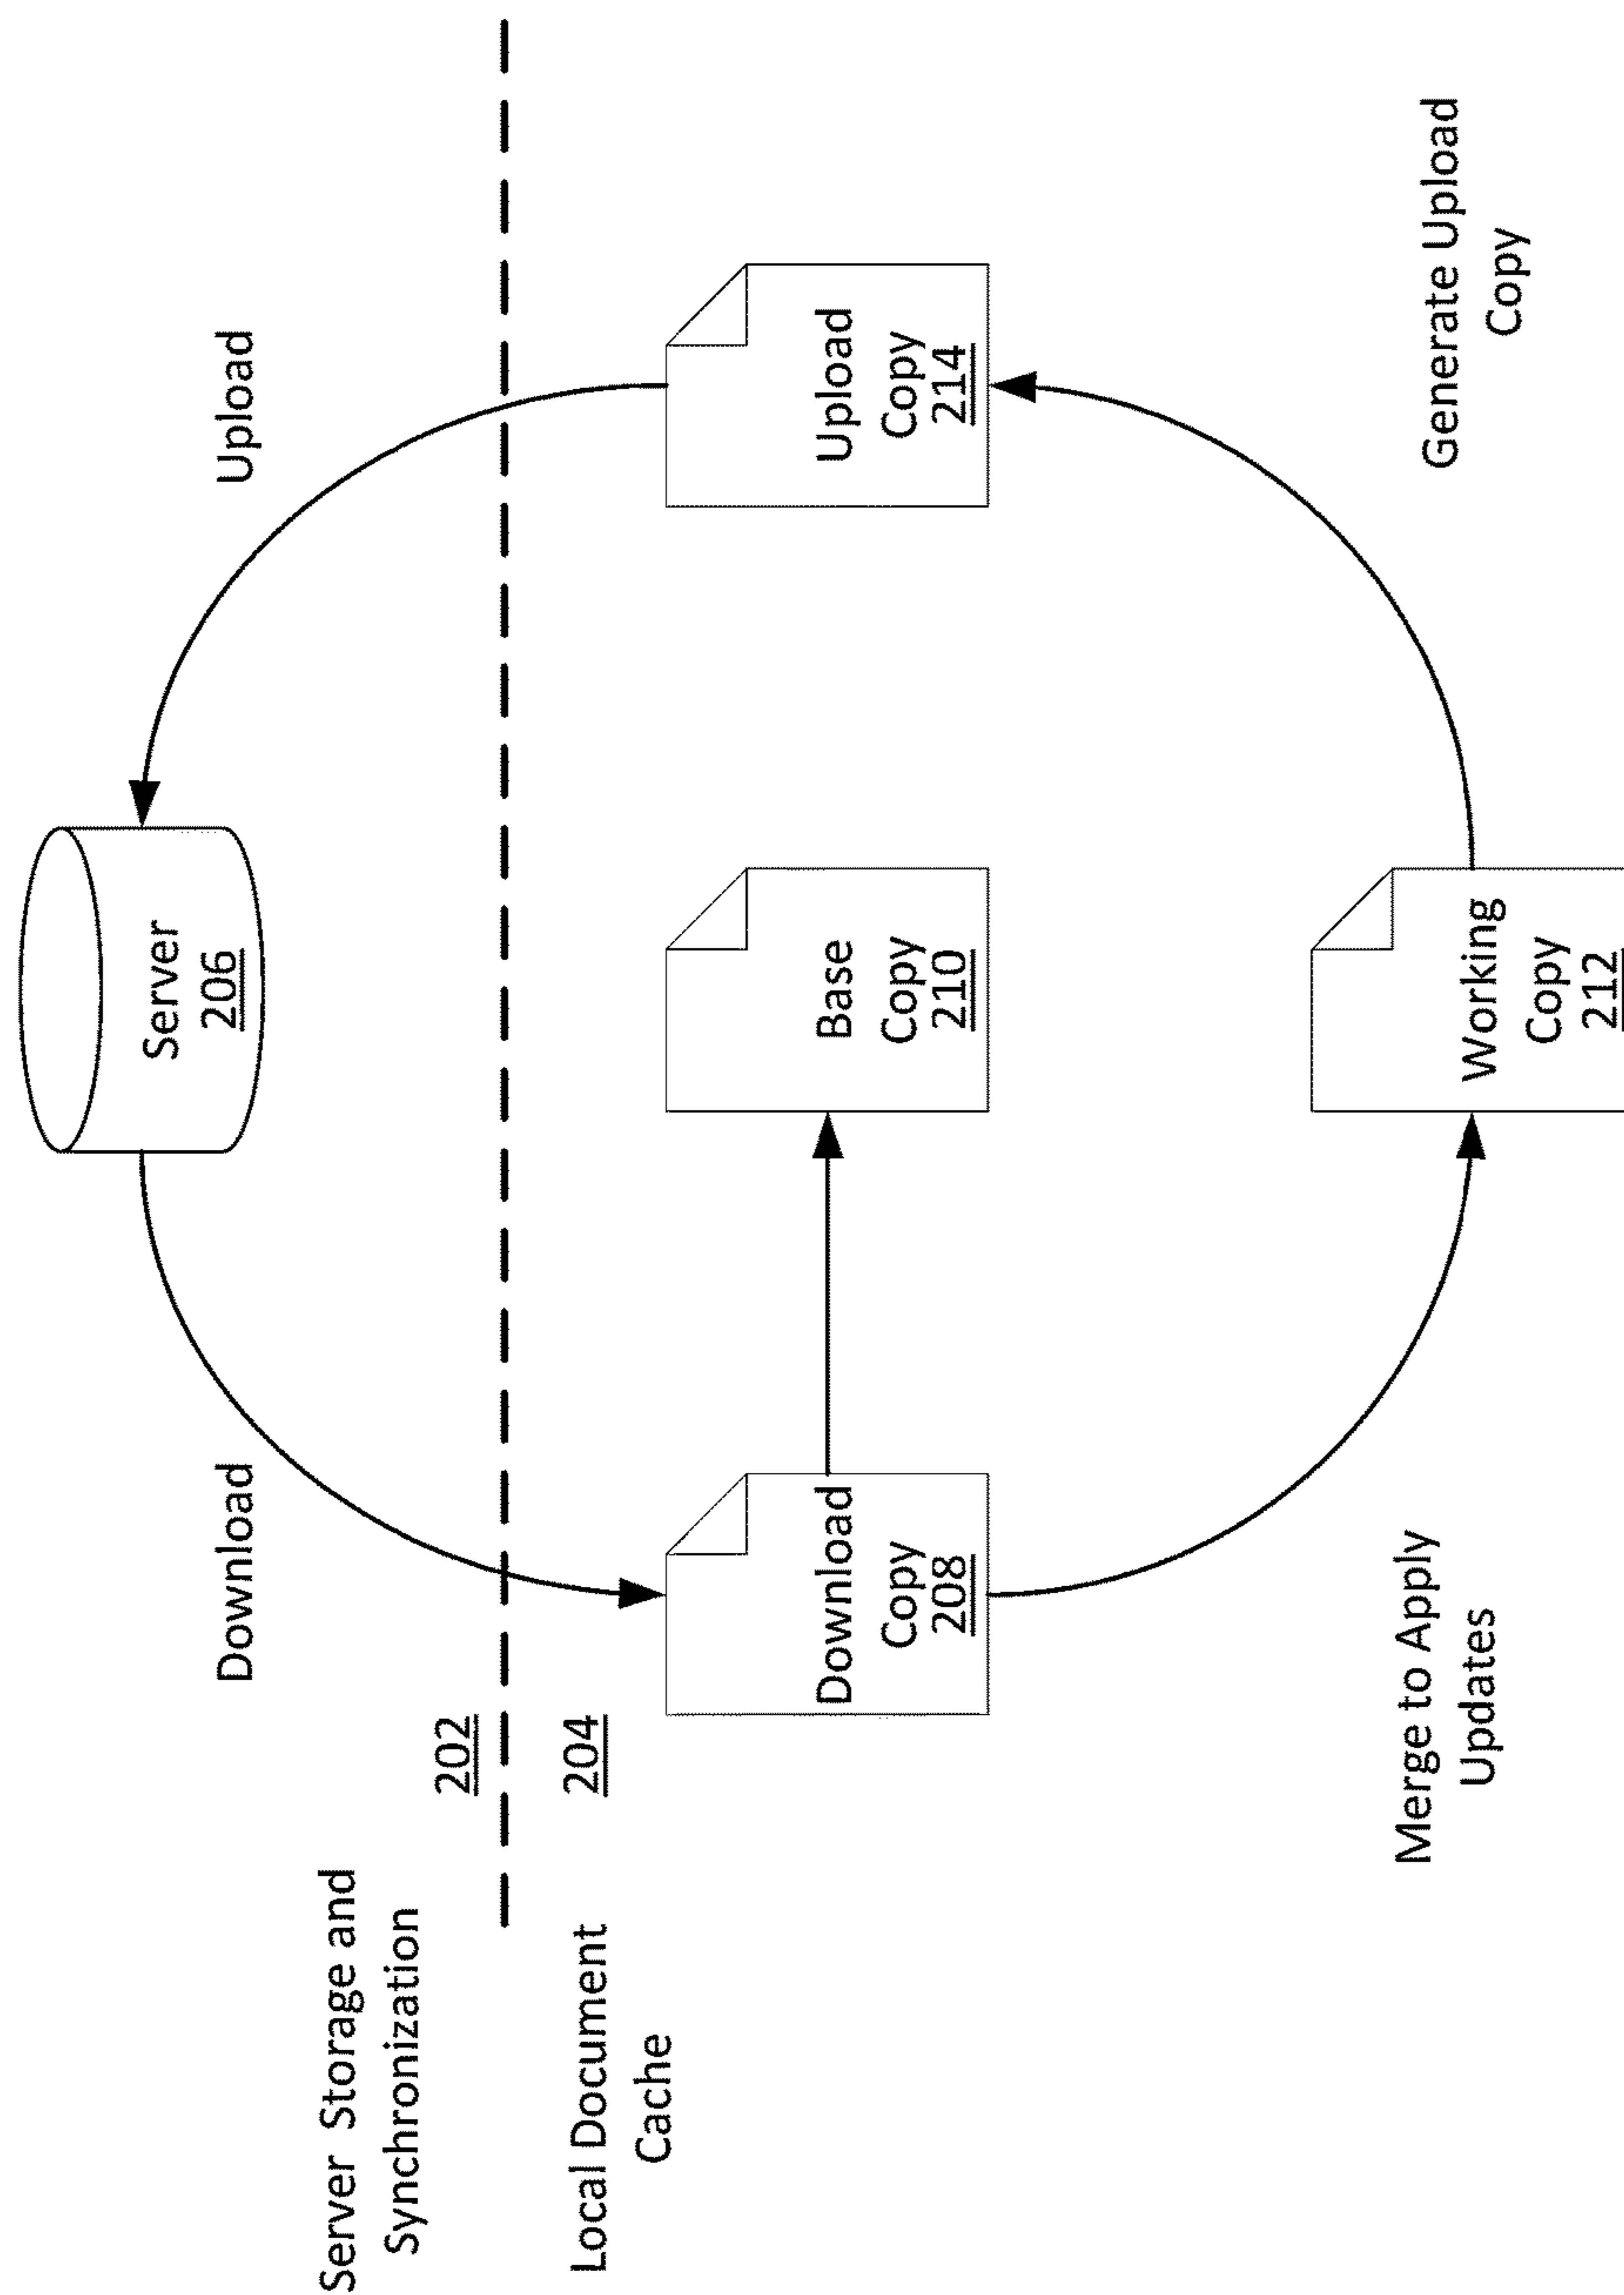 Server Storage and
Synchronization
202
Local Document
Cache
204
Download
Server
206
Upload
Download
Copy
208
Base
Copy
210
Upload
Copy
214
Merge to Apply
Updates
Working
Copy
212
Generate Upload
Copy